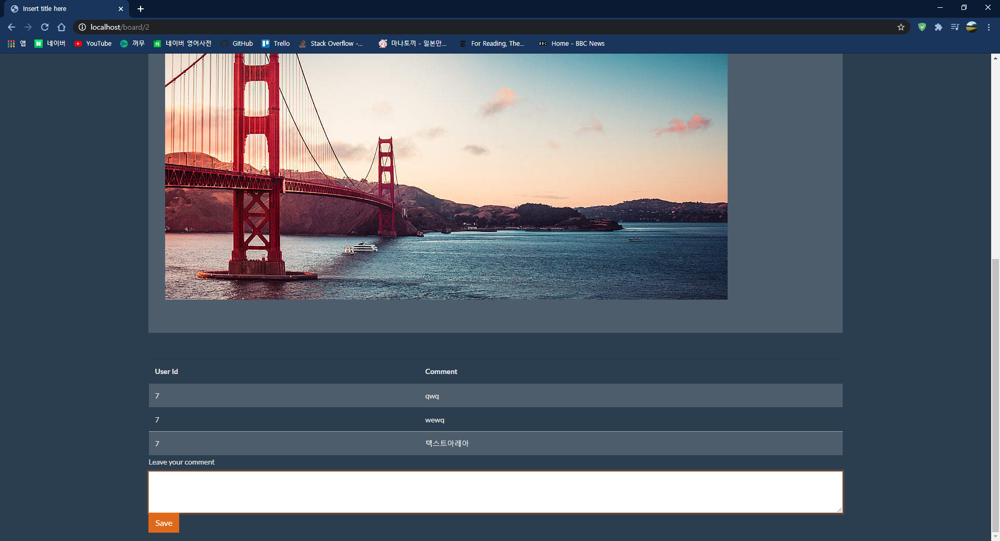 Insert title here
localhost/board/2
앱 네이버 YouTube 꺼무 네이버 영어사전 GitHub Trello Stack Overflow -... 마나토끼 - 일본만... For Reading, The... BBC Home - BBC News
User Id Comment
7 qwq
7 wewq
7 텍스트아레아
Leave your comment
Save